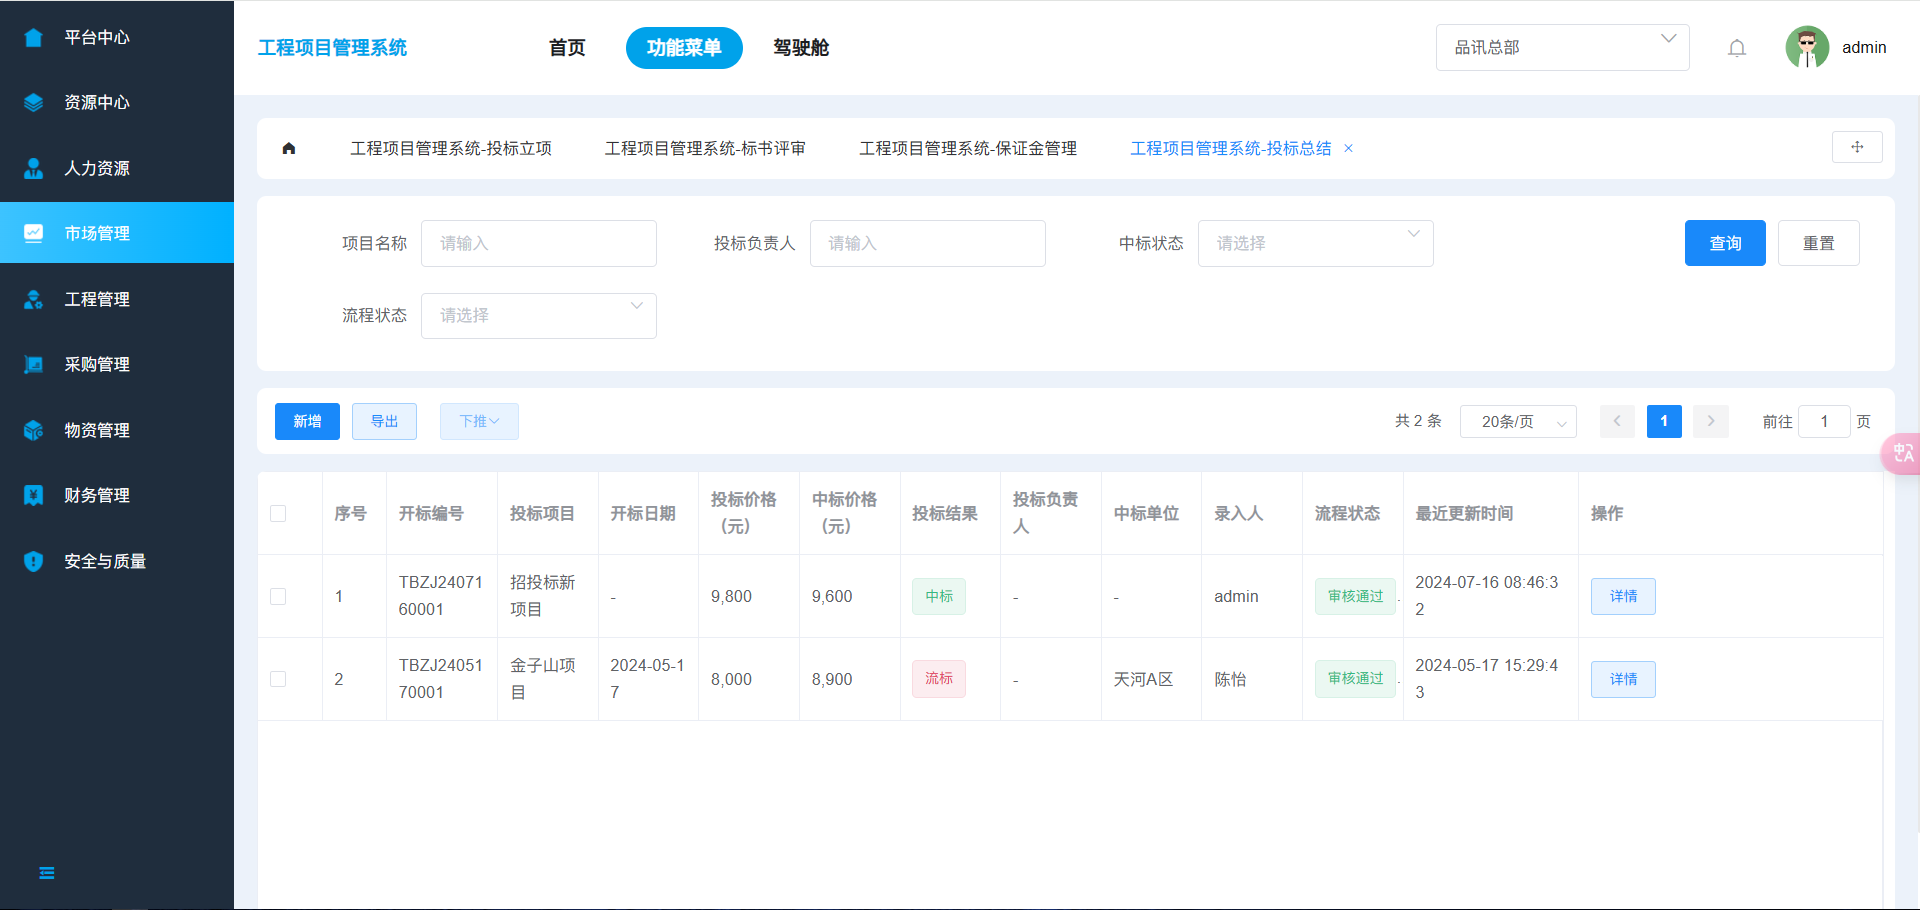 平台中心
资源中心
人力资源
市场管理
工程管理
采购管理
物资管理
财务管理
安全与质量
工程项目管理系统
首页
功能菜单
驾驶舱
品讯总部
admin
工程项目管理系统-投标立项
工程项目管理系统-标书评审
工程项目管理系统-保证金管理
工程项目管理系统-投标总结 ×
项目名称 请输入
投标负责人 请输入
中标状态 请选择
查询
重置
流程状态 请选择
新增
导出
下推
共 2 条
20条/页
1
前往 1 页
序号 开标编号 投标项目 开标日期 投标价格（元） 中标价格（元） 投标结果 投标负责人 中标单位 录入人 流程状态 最近更新时间 操作
1 TBZJ2407160001 招投标新项目 - 9,800 9,600 中标 - - admin 审核通过 2024-07-16 08:46:32 详情
2 TBZJ2405170001 金子山项目 2024-05-17 8,000 8,900 流标 - 天河A区 陈怡 审核通过 2024-05-17 15:29:43 详情
中A